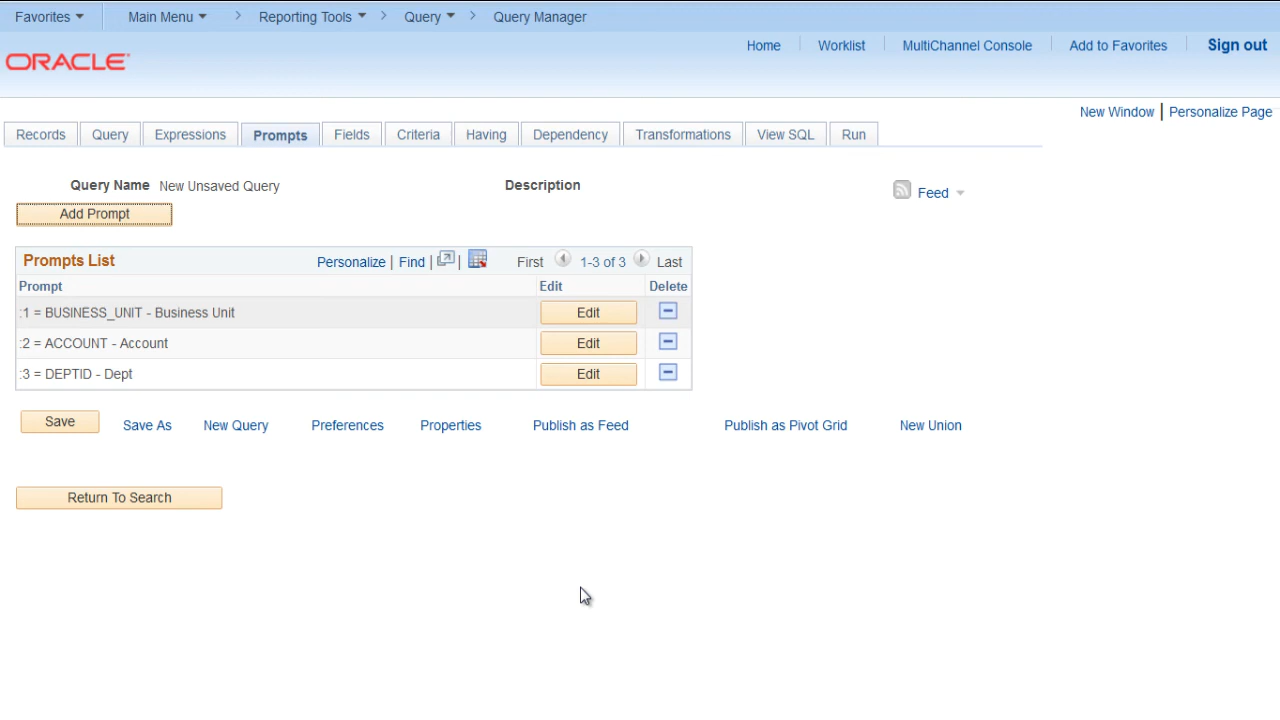 Favorites Main Menu > Reporting Tools > Query > Query Manager
ORACLE
Home Worklist MultiChannel Console Add to Favorites Sign out
New Window | Personalize Page
Records Query Expressions Prompts Fields Criteria Having Dependency Transformations View SQL Run
Query Name New Unsaved Query Description
Feed
Add Prompt
Prompts List Personalize | Find | | First 1-3 of 3 Last
Prompt Edit Delete
:1 = BUSINESS_UNIT - Business Unit Edit
:2 = ACCOUNT - Account Edit
:3 = DEPTID - Dept Edit
Save Save As New Query Preferences Properties Publish as Feed Publish as Pivot Grid New Union
Return To Search